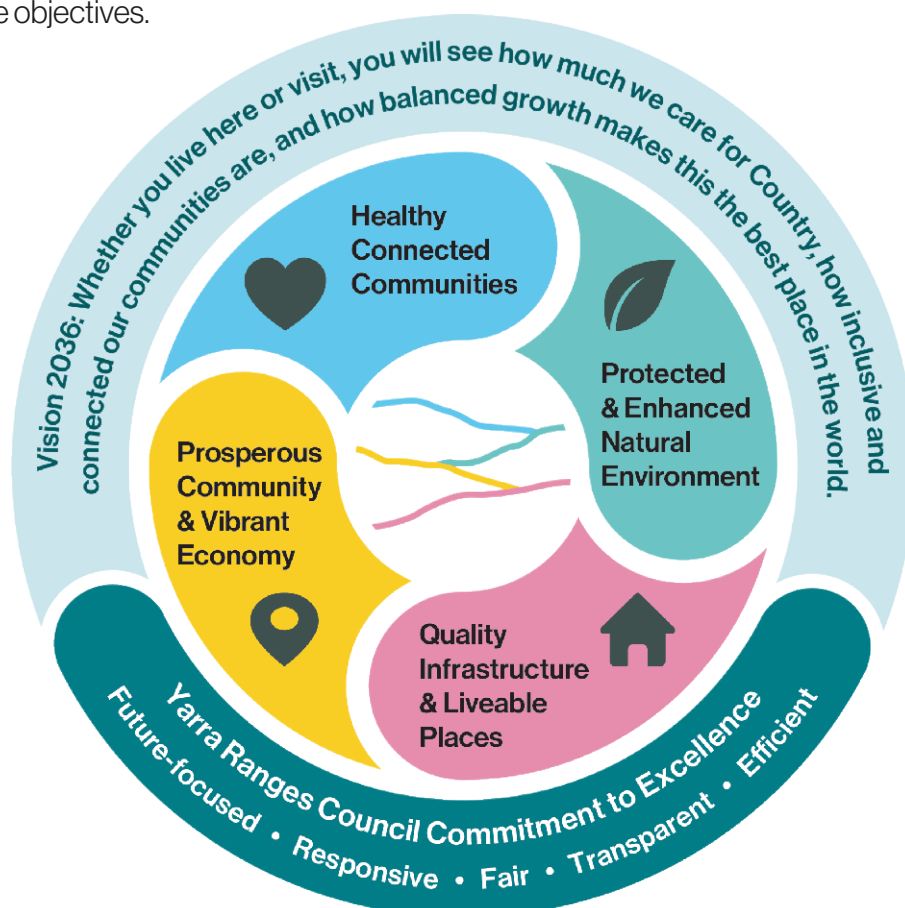 e objectives.
Vision 2036: Whether you live here or visit, you will see how much we care for Country, how inclusive and
connected our communities are, and how balanced growth makes this the best place in the world.
Healthy
Connected
Communities
Protected
& Enhanced
Natural
Environment
Prosperous
Community
& Vibrant
Economy
Quality
Infrastructure
& Liveable
Places
Yarra Ranges Council Commitment to Excellence
Future-focused • Responsive • Fair • Transparent • Efficient